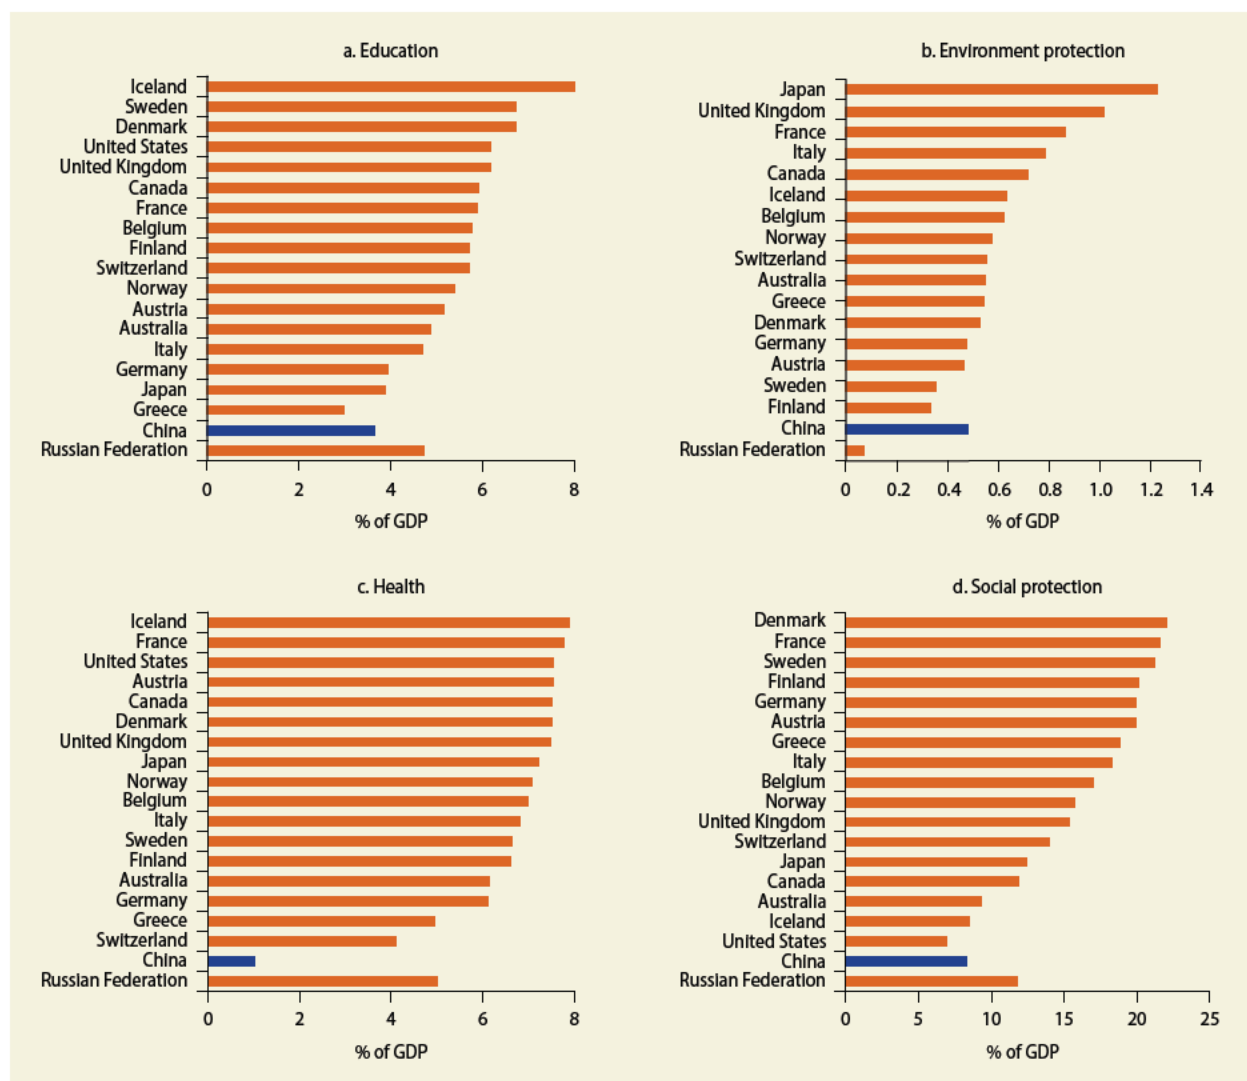 a. Education
Iceland
Sweden
Denmark
United States
United Kingdom
Canada
France
Belgium
Finland
Switzerland
Norway
Austria
Australia
Italy
Germany
Japan
Greece
China
Russian Federation
0 2 4 6 8
% of GDP
b. Environment protection
Japan
United Kingdom
France
Italy
Canada
Iceland
Belgium
Norway
Switzerland
Australia
Greece
Denmark
Germany
Austria
Sweden
Finland
China
Russian Federation
0 0.2 0.4 0.6 0.8 1.0 1.2 1.4
% of GDP
c. Health
Iceland
France
United States
Austria
Canada
Denmark
United Kingdom
Japan
Norway
Belgium
Italy
Sweden
Finland
Australia
Germany
Greece
Switzerland
China
Russian Federation
0 2 4 6 8
% of GDP
d. Social protection
Denmark
France
Sweden
Finland
Germany
Austria
Greece
Italy
Belgium
Norway
United Kingdom
Switzerland
Japan
Canada
Australia
Iceland
United States
China
Russian Federation
0 5 10 15 20 25
% of GDP